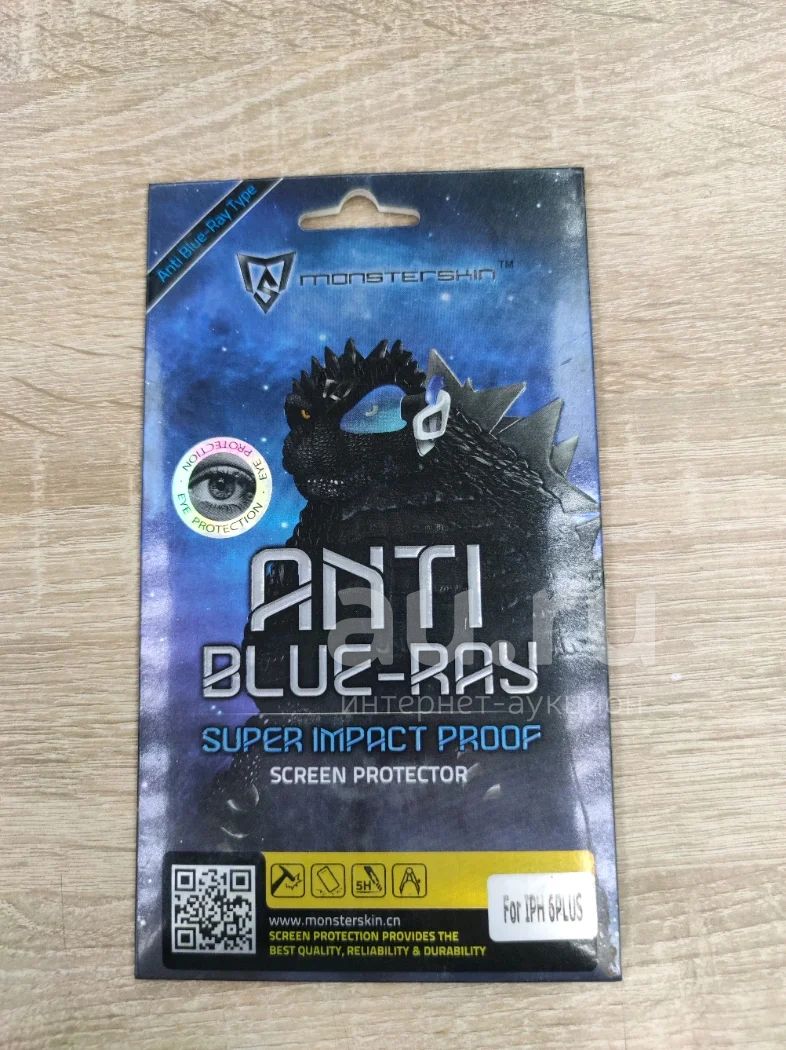 Anti Blue-Ray Type
MONSTERSKIN™
EYE PROTECTION · EYE PROTECTION ·
ANTI
BLUE-RAY
au.ru
интернет-аукцион
SUPER IMPACT PROOF
SCREEN PROTECTOR
5H
www.monsterskin.cn
SCREEN PROTECTION PROVIDES THE
BEST QUALITY, RELIABILITY & DURABILITY
For IPH 6PLUS